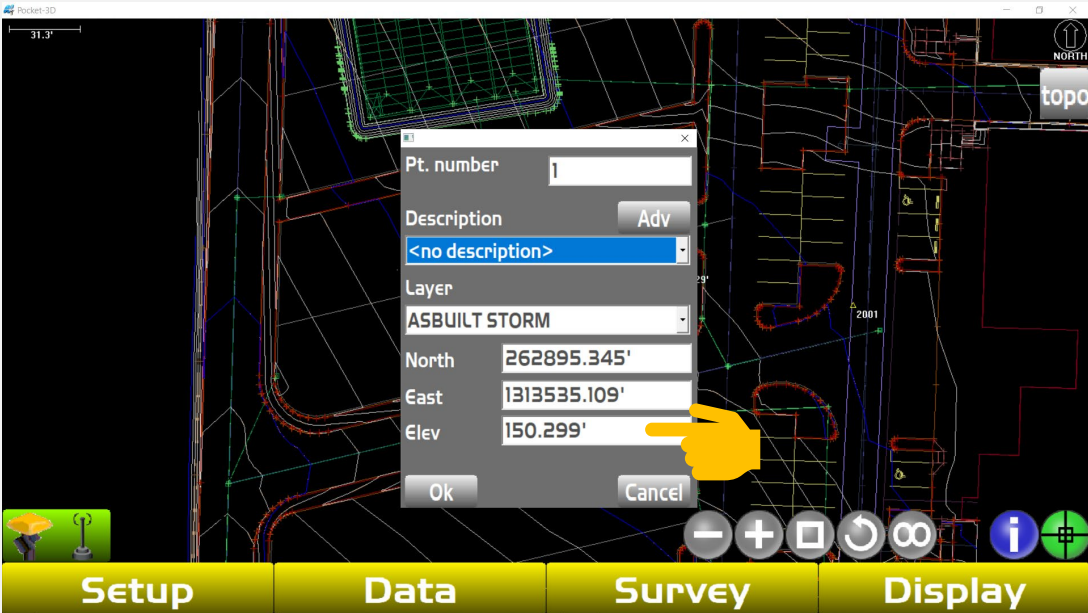 Pocket-3D
31.3'
NORTH
topo
Pt. number 1
Description Adv
<no description>
Layer
ASBUILT STORM
29'
North 262895.345'
2001
East 1313535.109'
Elev 150.299'
Ok Cancel
i
Setup Data Survey Display